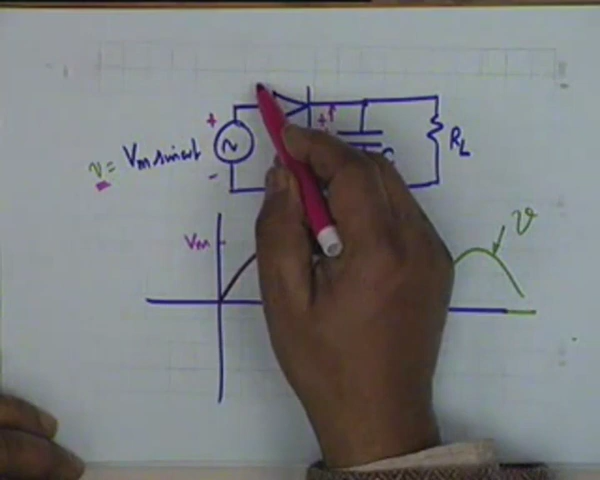 + +
v = Vm sinωt
~
C
RL
-
Vm
v